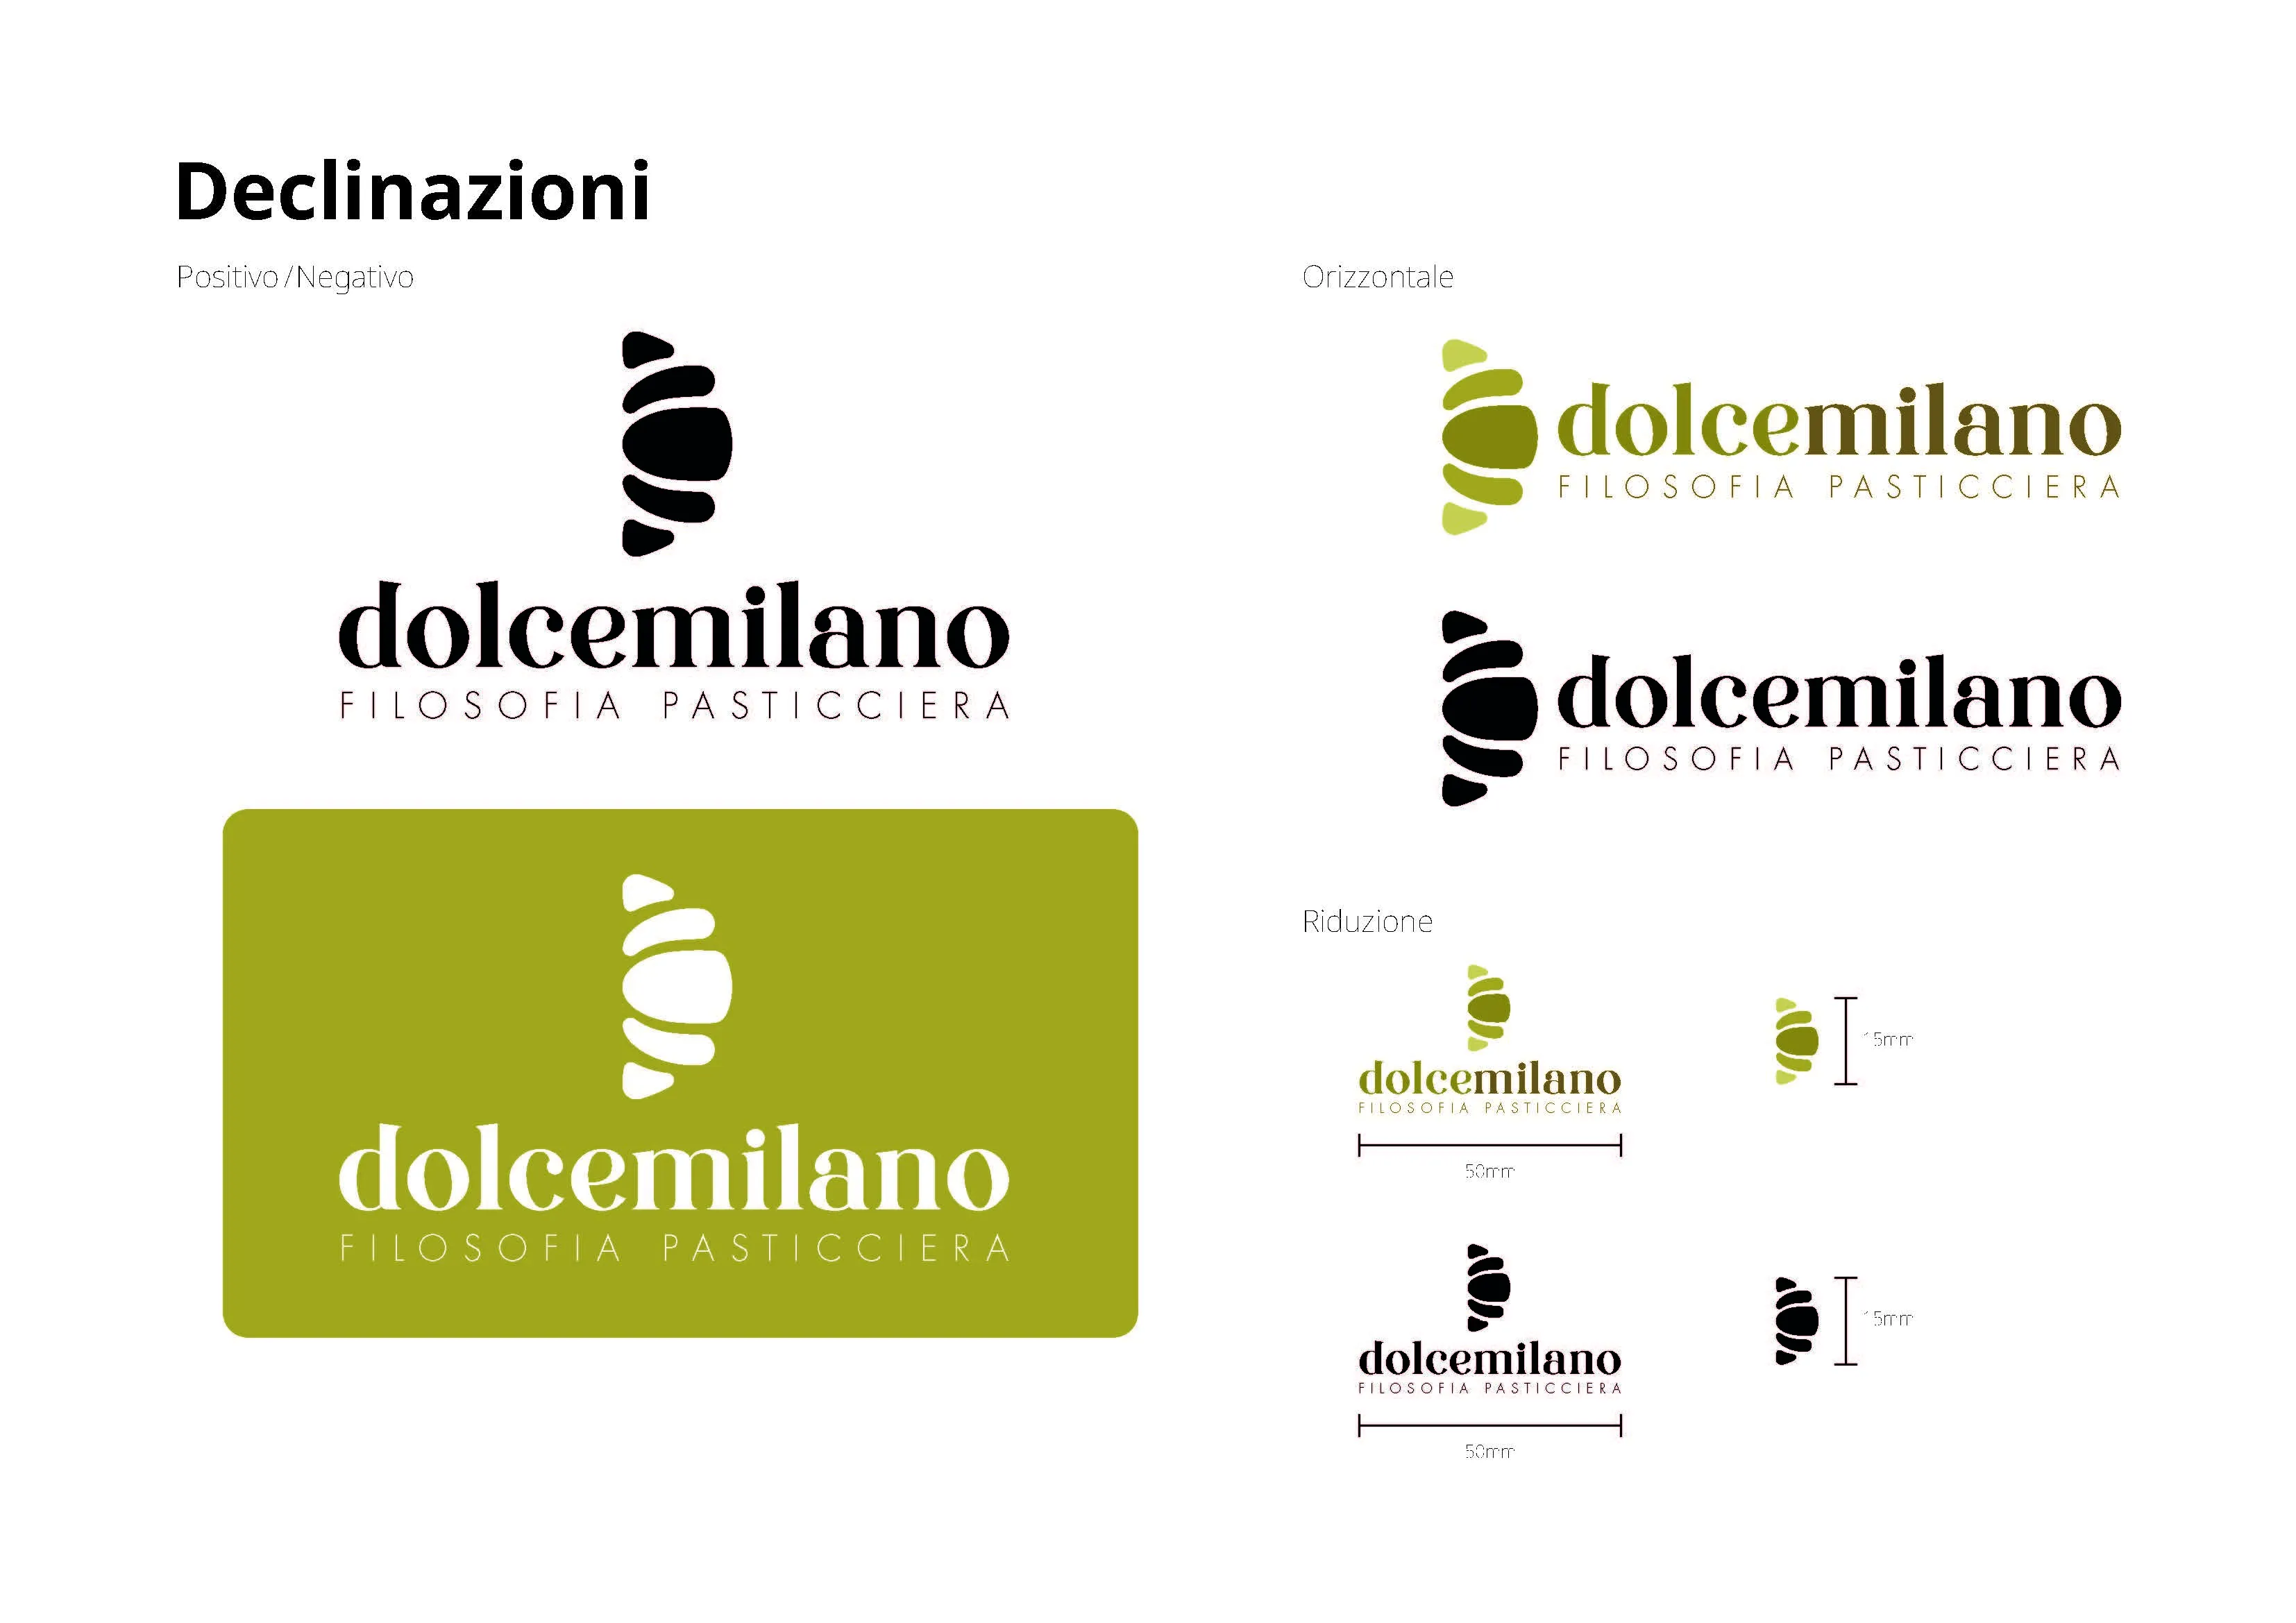 Declinazioni
Positivo/Negativo
dolcemilano
FILOSOFIA PASTICCIERA
dolcemilano
FILOSOFIA PASTICCIERA
Orizzontale
dolcemilano
FILOSOFIA PASTICCIERA
dolcemilano
FILOSOFIA PASTICCIERA
Riduzione
dolcemilano
FILOSOFIA PASTICCIERA
50mm
15mm
dolcemilano
FILOSOFIA PASTICCIERA
50mm
15mm